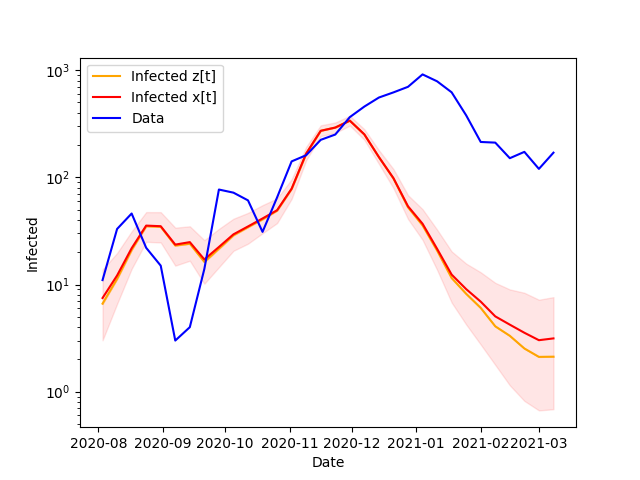 Infected z[t]
Infected x[t]
Data
10³
10²
10¹
10⁰
Infected
2020-08
2020-09
2020-10
2020-11
2020-12
2021-01
2021-02
2021-03
Date